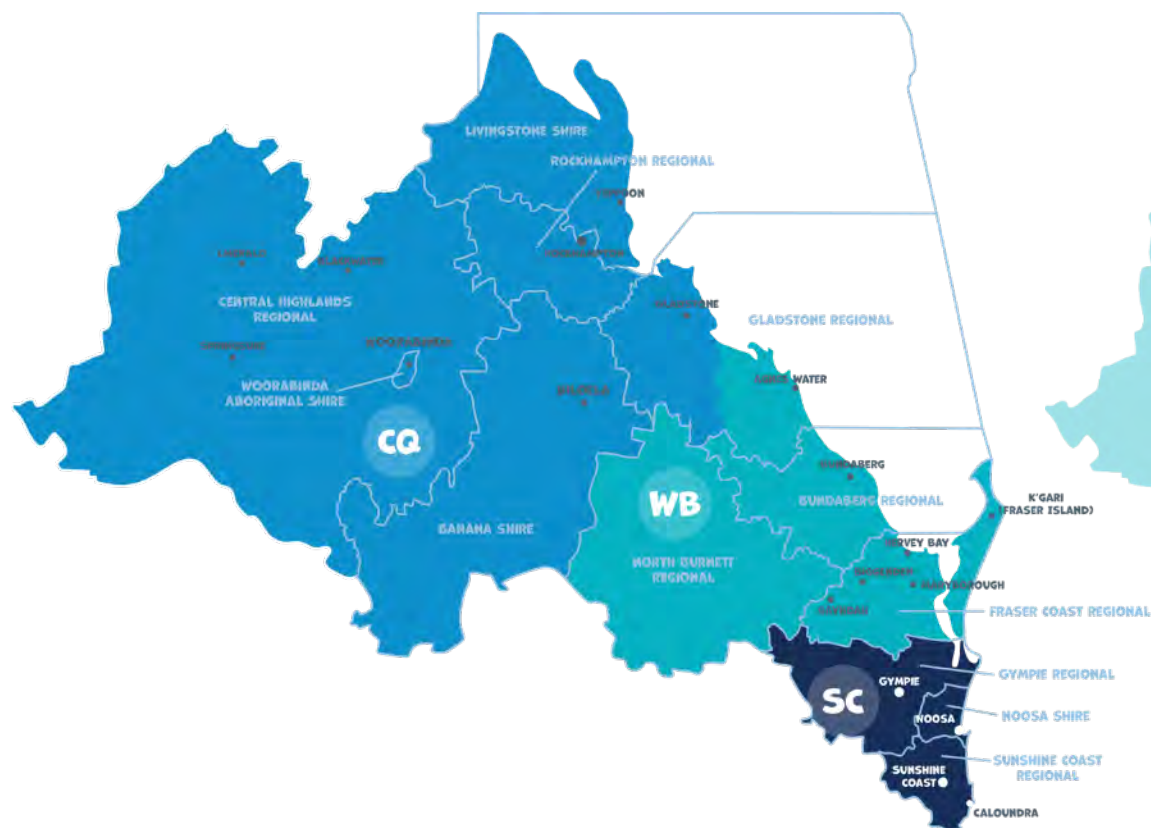 LIVINGSTONE SHIRE
ROCKHAMPTON REGIONAL
CENTRAL HIGHLANDS
REGIONAL
GLADSTONE
GLADSTONE REGIONAL
WOORABINDA
WOORABINDA
ABORIGINAL SHIRE
CQ
WB
BUNDABERG
BUNDABERG REGIONAL
K'GARI
(FRASER ISLAND)
BANANA SHIRE
NORTH BURNETT
REGIONAL
HERVEY BAY
MARYBOROUGH
FRASER COAST REGIONAL
GYMPIE REGIONAL
GYMPIE
SC
NOOSA
NOOSA SHIRE
SUNSHINE COAST
REGIONAL
SUNSHINE
COAST
CALOUNDRA